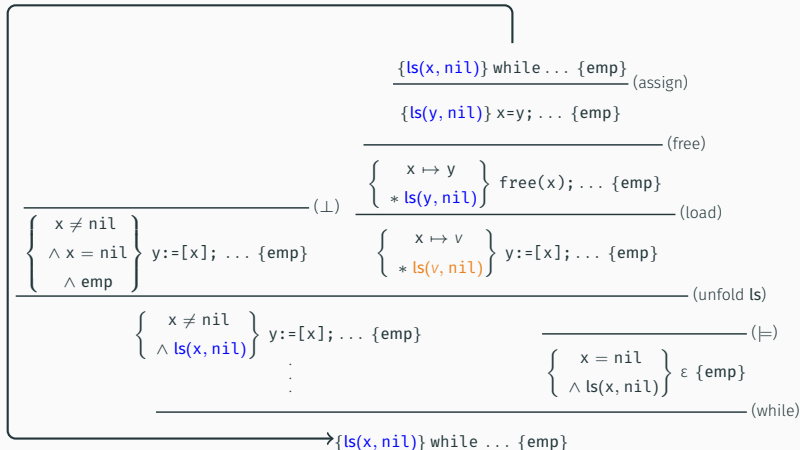 {ls(x, nil)} while ... {emp}
(assign)
{ls(y, nil)} x=y; ... {emp}
(free)
{ x ↦ y
∗ ls(y, nil) } free(x); ... {emp}
(⊥)
(load)
{ x ≠ nil
∧ x = nil
∧ emp } y:=[x]; ... {emp}
{ x ↦ v
∗ ls(v, nil) } y:=[x]; ... {emp}
(unfold ls)
{ x ≠ nil
∧ ls(x, nil) } y:=[x]; ... {emp}
(⊨)
{ x = nil
∧ ls(x, nil) } ε {emp}
(while)
{ls(x, nil)} while ... {emp}